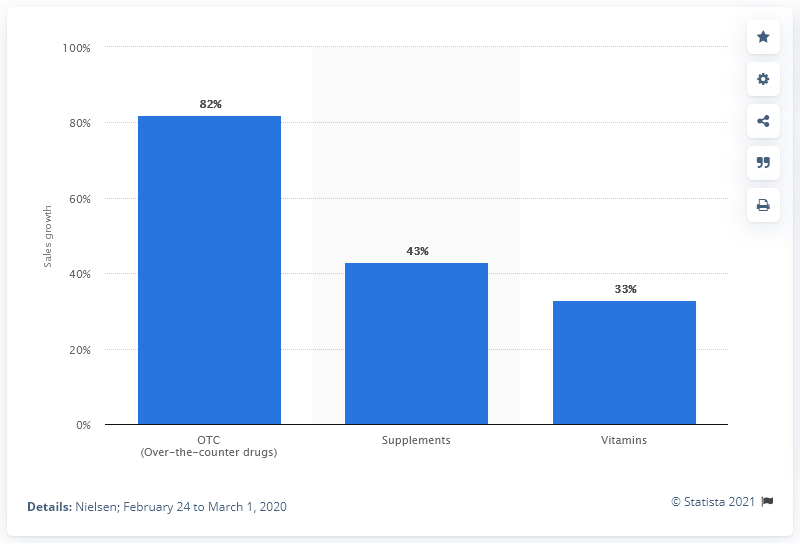 100%
80%
60%
40%
20%
0%
Sales growth
82%
43%
33%
OTC
(Over-the-counter drugs)
Supplements
Vitamins
Details: Nielsen; February 24 to March 1, 2020
© Statista 2021